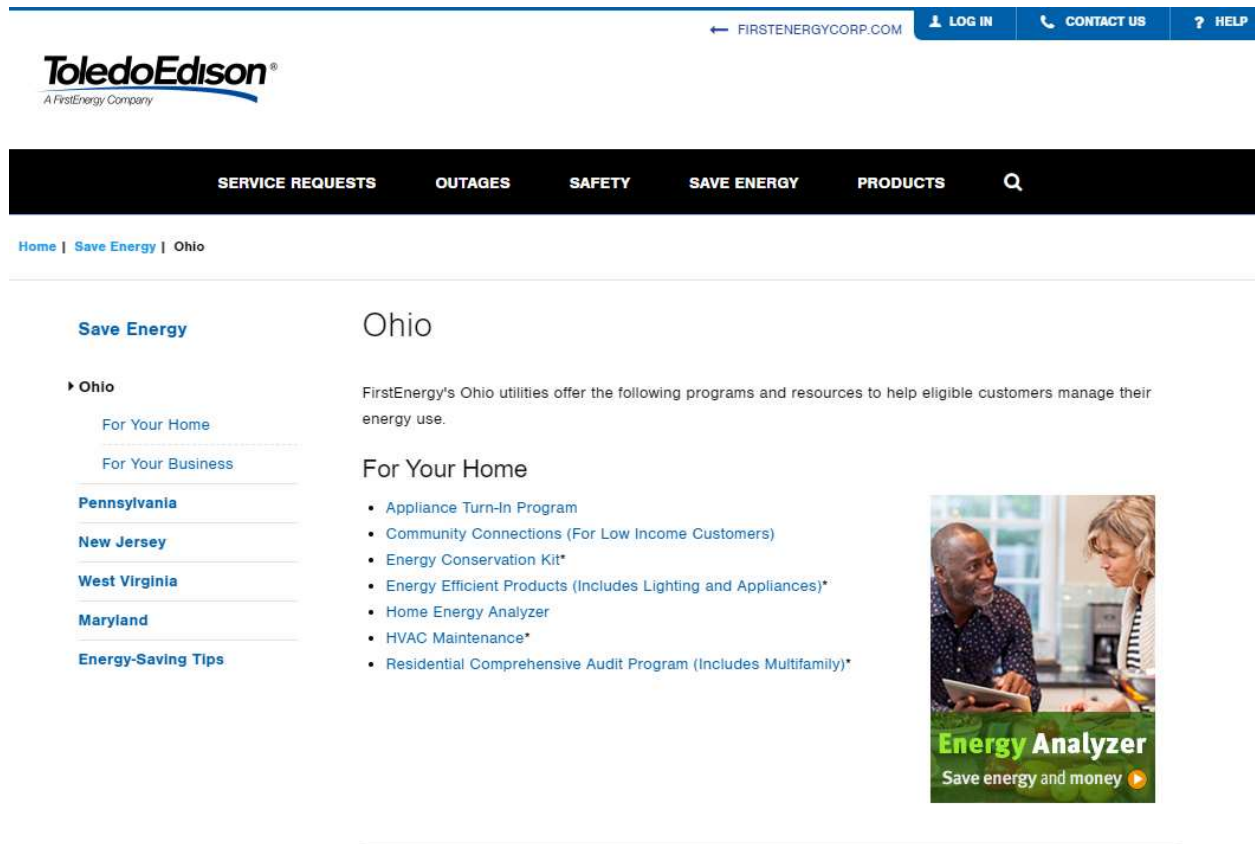 ← FIRSTENERGYCORP.COM LOG IN CONTACT US ? HELP
ToledoEdison®
A FirstEnergy Company
SERVICE REQUESTS OUTAGES SAFETY SAVE ENERGY PRODUCTS
Home | Save Energy | Ohio
Save Energy
Ohio
For Your Home
For Your Business
Pennsylvania
New Jersey
West Virginia
Maryland
Energy-Saving Tips
Ohio
FirstEnergy's Ohio utilities offer the following programs and resources to help eligible customers manage their
energy use.
For Your Home
• Appliance Turn-In Program
• Community Connections (For Low Income Customers)
• Energy Conservation Kit*
• Energy Efficient Products (Includes Lighting and Appliances)*
• Home Energy Analyzer
• HVAC Maintenance*
• Residential Comprehensive Audit Program (Includes Multifamily)*
Energy Analyzer
Save energy and money